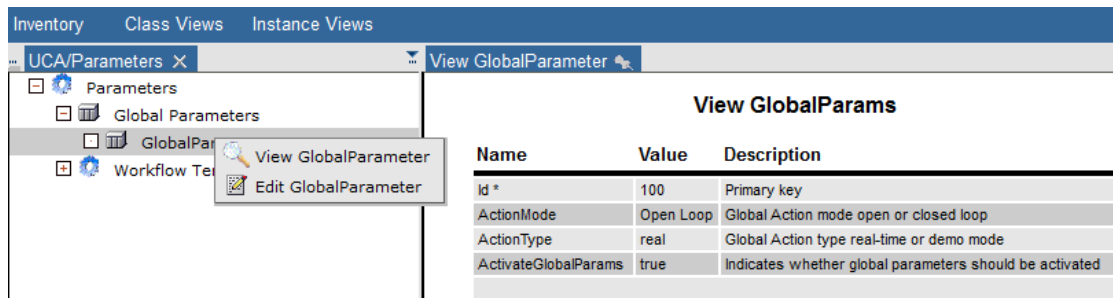 Inventory Class Views Instance Views
UCA/Parameters
Parameters
Global Parameters
GlobalPar
Workflow Te
View GlobalParameter
Edit GlobalParameter
View GlobalParameter
View GlobalParams
Name Value Description
Id * 100 Primary key
ActionMode Open Loop Global Action mode open or closed loop
ActionType real Global Action type real-time or demo mode
ActivateGlobalParams true Indicates whether global parameters should be activated